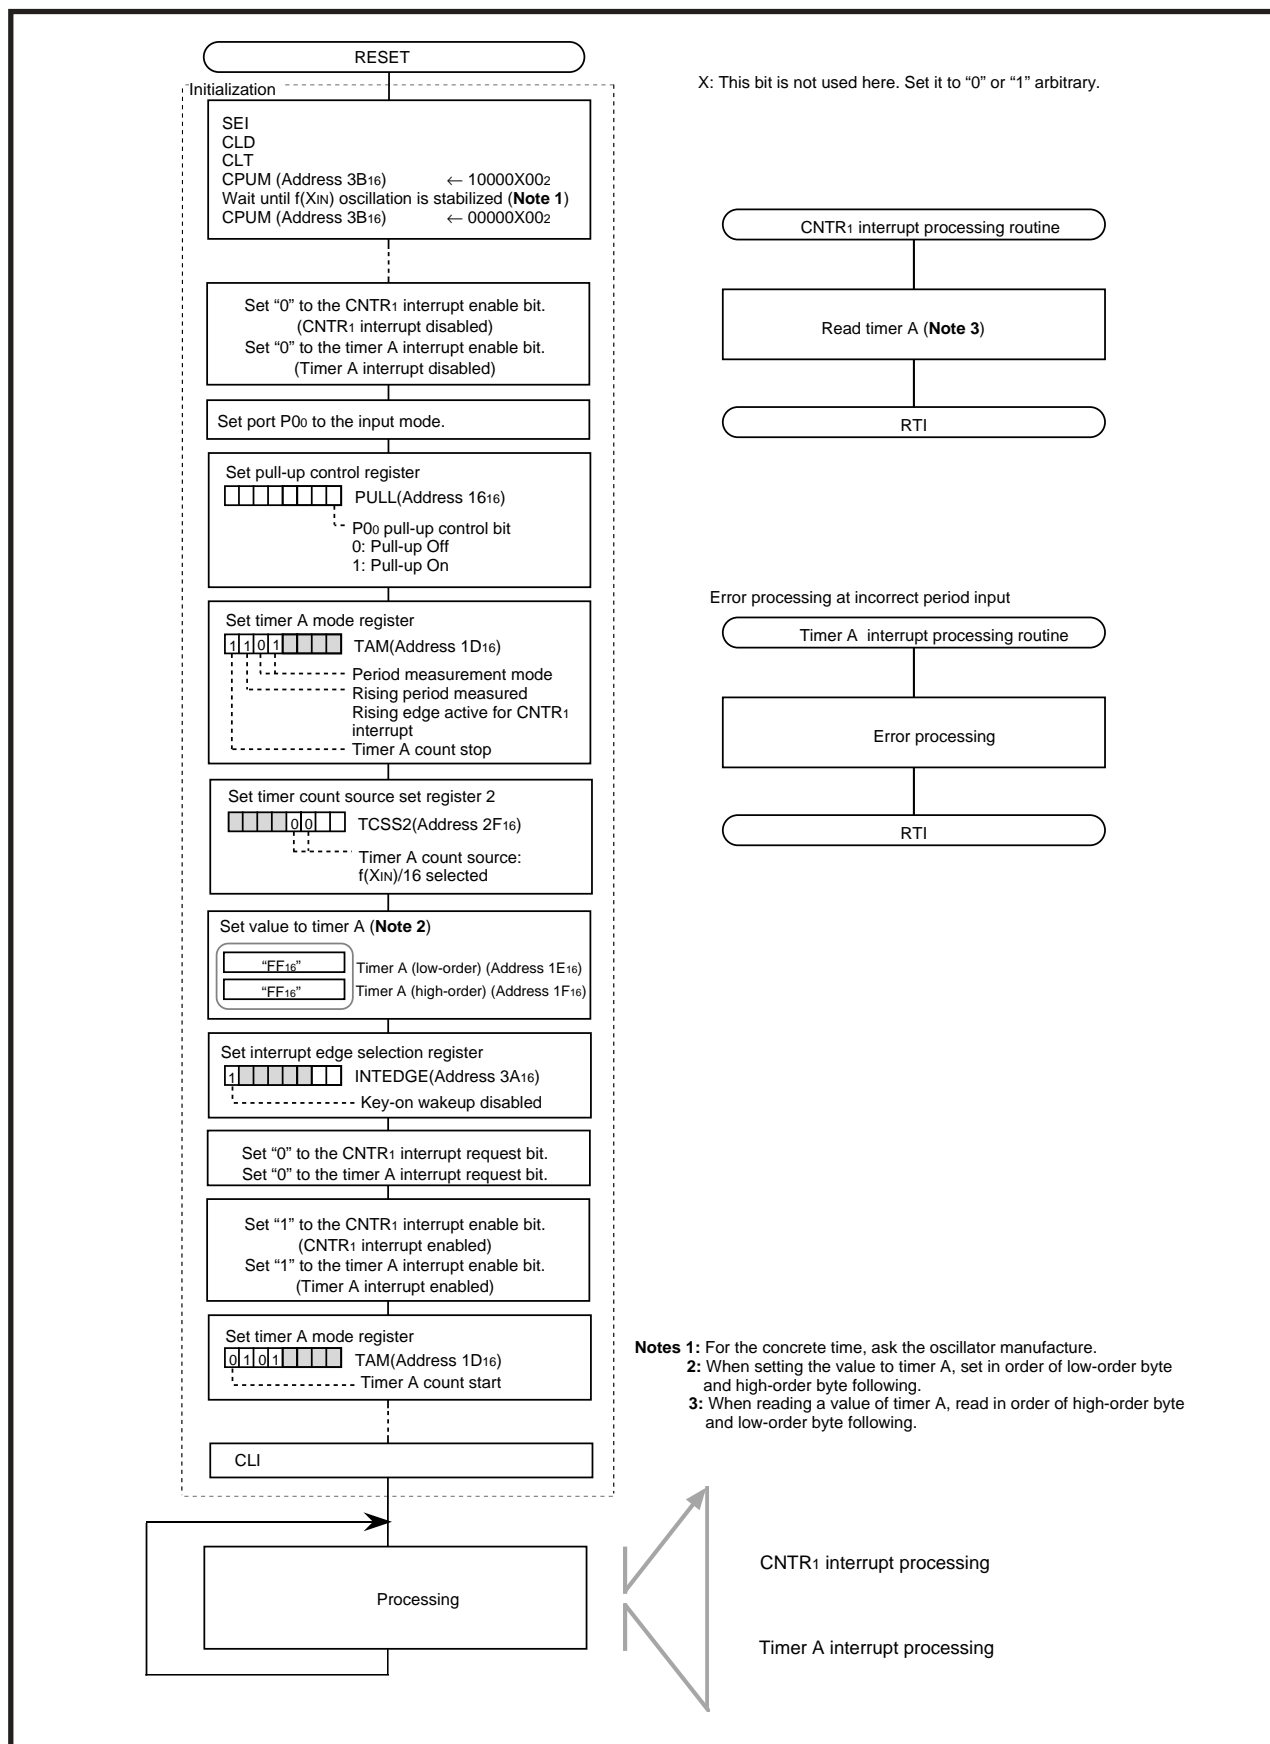 RESET
Initialization
SEI
CLD
CLT
CPUM (Address 3B16) ← 10000X002
Wait until f(XIN) oscillation is stabilized (Note 1)
CPUM (Address 3B16) ← 00000X002
Set “0” to the CNTR1 interrupt enable bit.
(CNTR1 interrupt disabled)
Set “0” to the timer A interrupt enable bit.
(Timer A interrupt disabled)
Set port P00 to the input mode.
Set pull-up control register
PULL(Address 1616)
P00 pull-up control bit
0: Pull-up Off
1: Pull-up On
Set timer A mode register
1 1 0 1 TAM(Address 1D16)
Period measurement mode
Rising period measured
Rising edge active for CNTR1
interrupt
Timer A count stop
Set timer count source set register 2
0 0 TCSS2(Address 2F16)
Timer A count source:
f(XIN)/16 selected
Set value to timer A (Note 2)
“FF16” Timer A (low-order) (Address 1E16)
“FF16” Timer A (high-order) (Address 1F16)
Set interrupt edge selection register
1 INTEDGE(Address 3A16)
Key-on wakeup disabled
Set “0” to the CNTR1 interrupt request bit.
Set “0” to the timer A interrupt request bit.
Set “1” to the CNTR1 interrupt enable bit.
(CNTR1 interrupt enabled)
Set “1” to the timer A interrupt enable bit.
(Timer A interrupt enabled)
Set timer A mode register
0 1 0 1 TAM(Address 1D16)
Timer A count start
CLI
Processing
X: This bit is not used here. Set it to “0” or “1” arbitrary.
CNTR1 interrupt processing routine
Read timer A (Note 3)
RTI
Error processing at incorrect period input
Timer A interrupt processing routine
Error processing
RTI
Notes 1: For the concrete time, ask the oscillator manufacture.
2: When setting the value to timer A, set in order of low-order byte
and high-order byte following.
3: When reading a value of timer A, read in order of high-order byte
and low-order byte following.
CNTR1 interrupt processing
Timer A interrupt processing